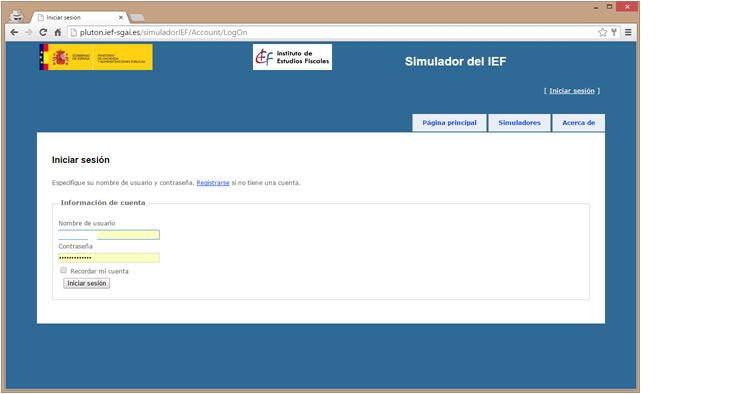 Iniciar sesión
pluton.ief-sgai.es/simuladorIEF/Account/LogOn
GOBIERNO DE ESPAÑA
MINISTERIO DE HACIENDA Y ADMINISTRACIONES PÚBLICAS
Instituto de
Estudios Fiscales
Simulador del IEF
[ Iniciar sesión ]
Página principal Simuladores Acerca de
Iniciar sesión
Especifique su nombre de usuario y contraseña. Registrarse si no tiene una cuenta.
Información de cuenta
Nombre de usuario
Contraseña
•••••••••••••
Recordar mi cuenta
Iniciar sesión